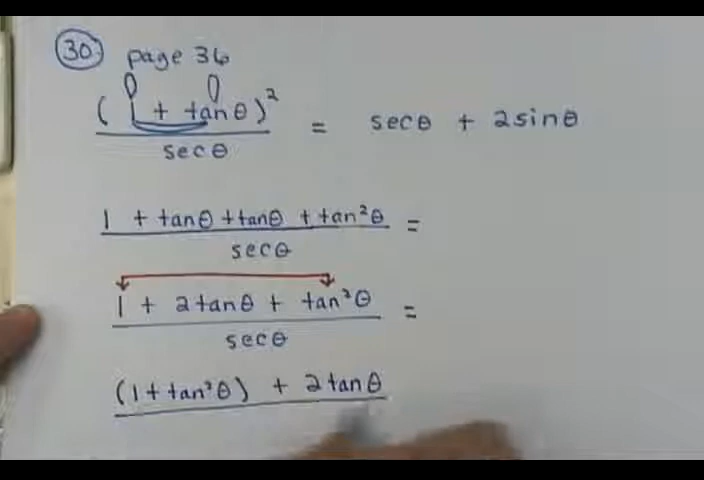 30. page 36
(1 + tanθ)² = secθ + 2sinθ
secθ
1 + tanθ + tanθ + tan²θ =
secθ
1 + 2tanθ + tan²θ =
secθ
(1 + tan²θ) + 2tanθ